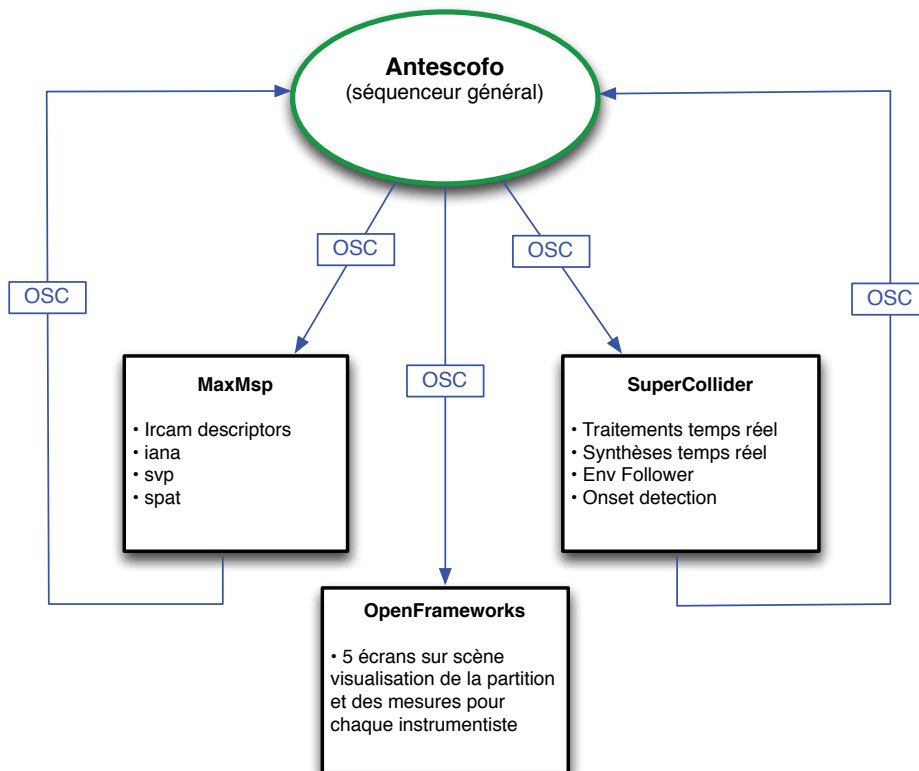 Antescofo
(séquenceur général)
OSC
OSC
OSC
OSC
OSC
MaxMsp
• Ircam descriptors
• iana
• svp
• spat
SuperCollider
• Traitements temps réel
• Synthèses temps réel
• Env Follower
• Onset detection
OpenFrameworks
• 5 écrans sur scène
visualisation de la partition
et des mesures pour
chaque instrumentiste